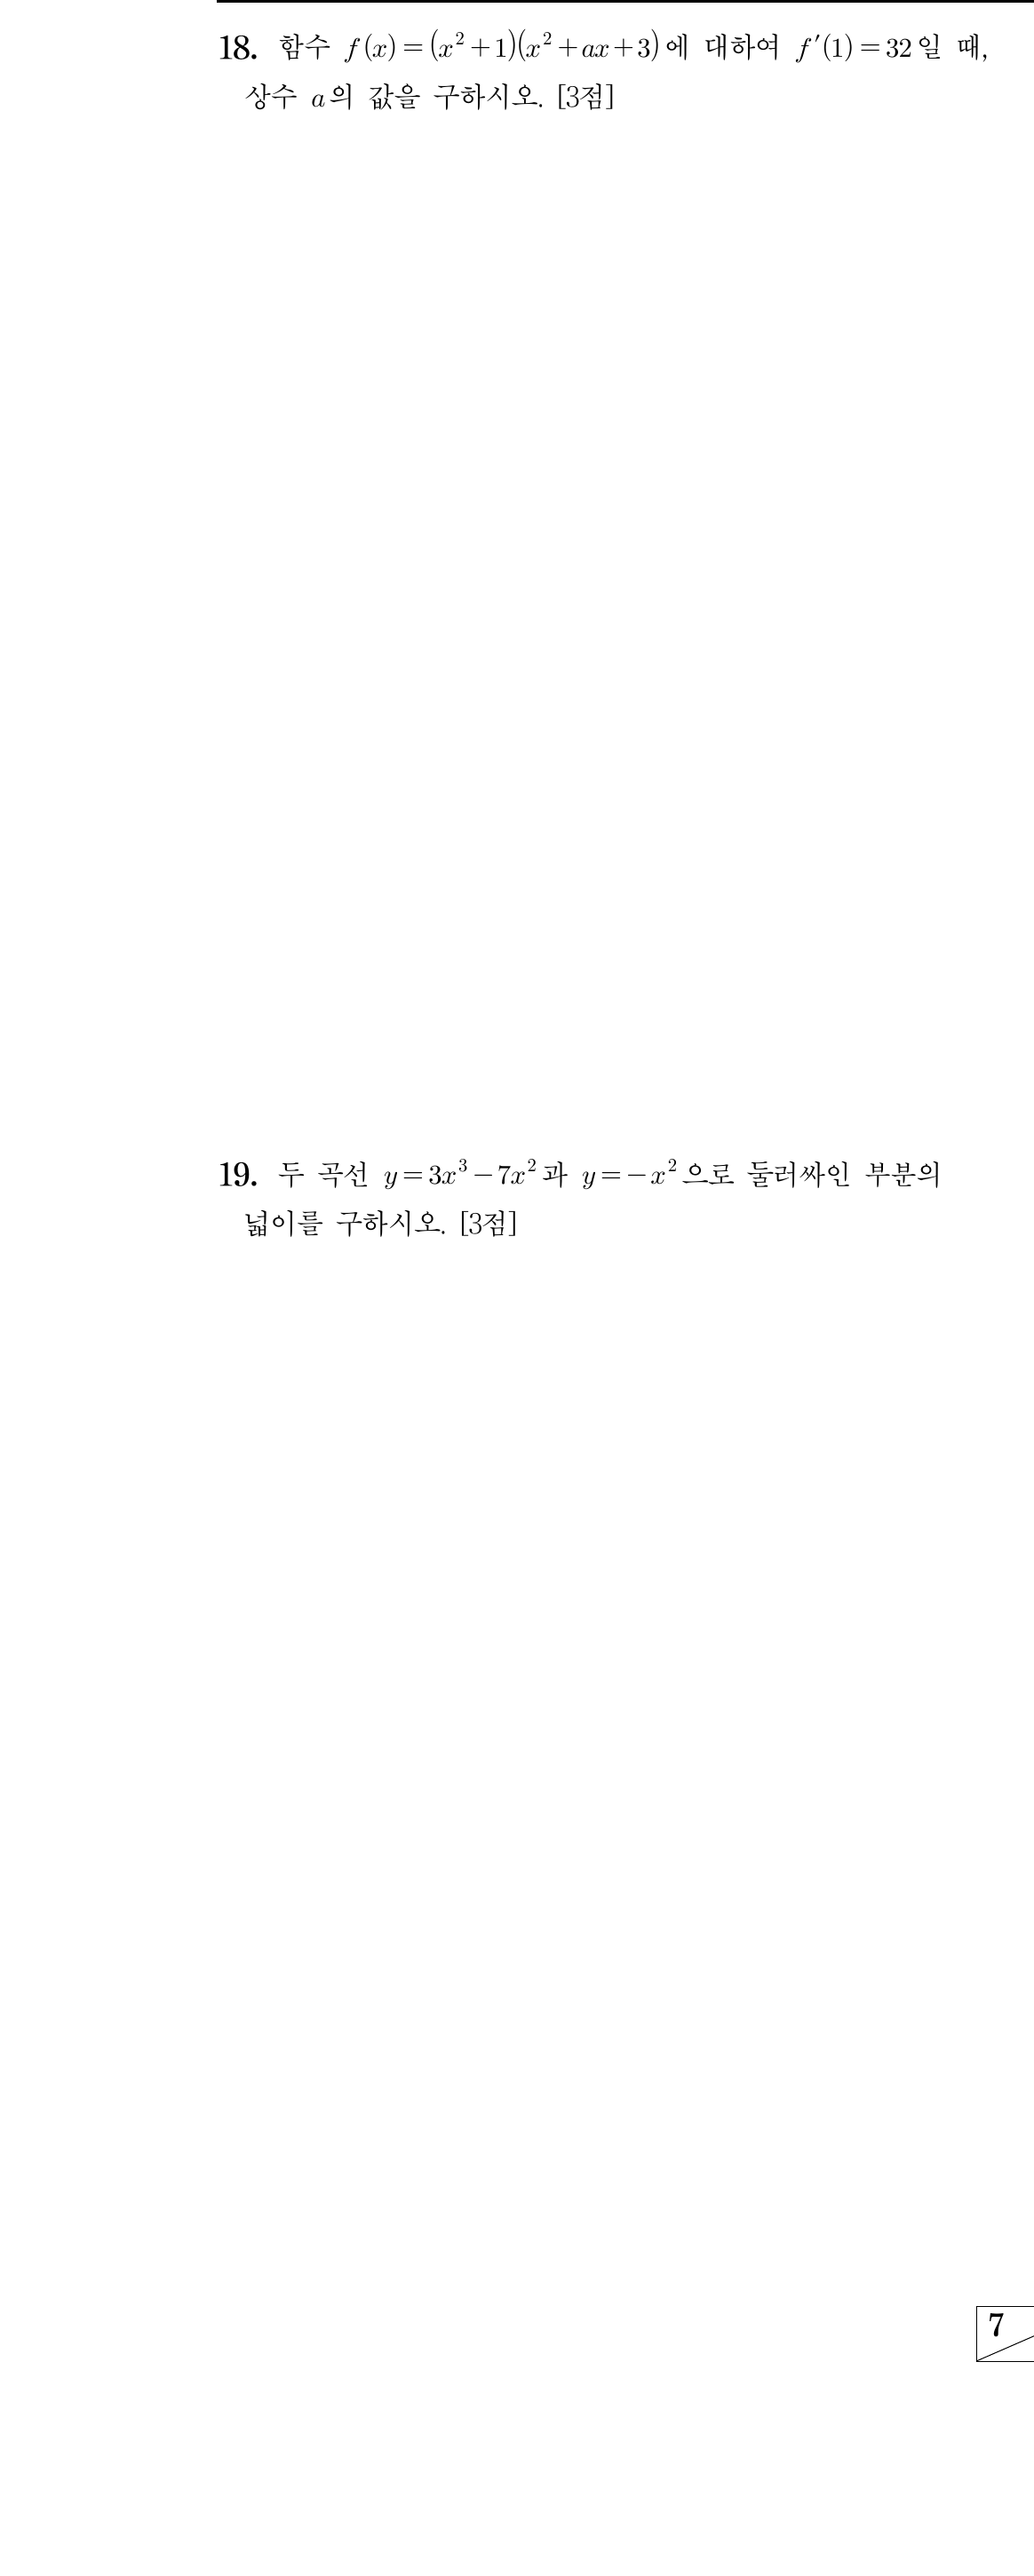 18. 함수 f(x)=(x²+1)(x²+ax+3)에 대하여 f′(1)=32일 때,
상수 a의 값을 구하시오. [3점]
19. 두 곡선 y=3x³−7x²과 y=−x²으로 둘러싸인 부분의
넓이를 구하시오. [3점]
7